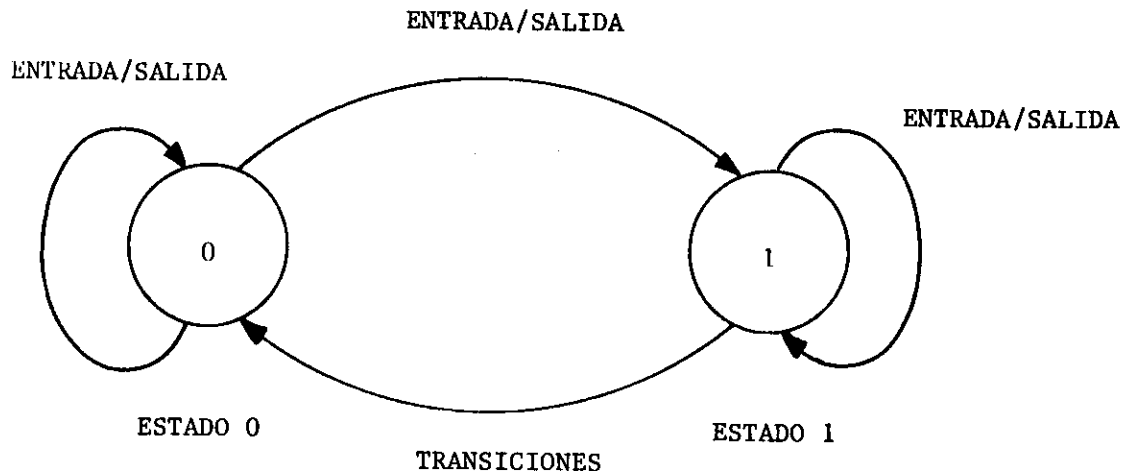 ENTRADA/SALIDA
ENTRADA/SALIDA
ENTRADA/SALIDA
0
1
ESTADO 0
ESTADO 1
TRANSICIONES